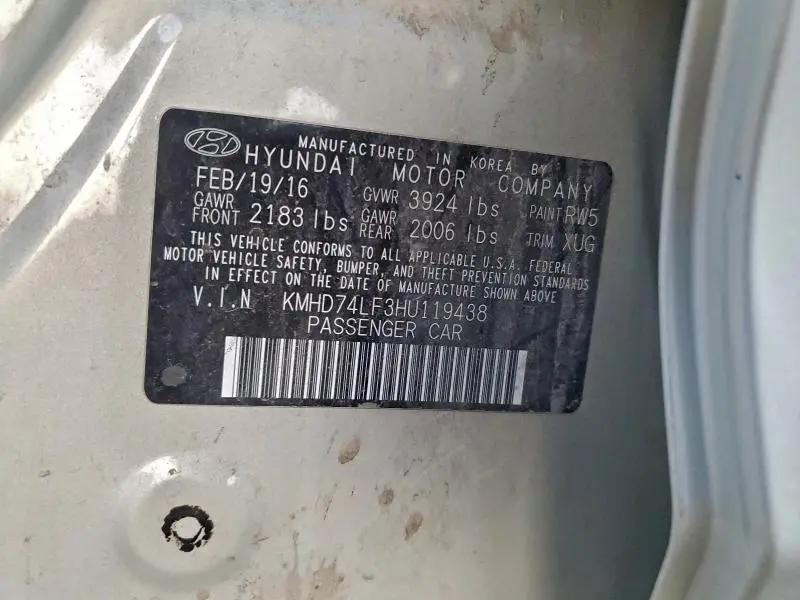 MANUFACTURED IN KOREA BY
HYUNDAI MOTOR COMPANY
FEB/19/16 GVWR 3924 lbs PAINT RW5
GAWR FRONT 2183 lbs GAWR REAR 2006 lbs TRIM XUG
THIS VEHICLE CONFORMS TO ALL APPLICABLE U.S.A. FEDERAL
MOTOR VEHICLE SAFETY, BUMPER, AND THEFT PREVENTION STANDARDS
IN EFFECT ON THE DATE OF MANUFACTURE SHOWN ABOVE
V.I.N KMHD74LF3HU119438
PASSENGER CAR